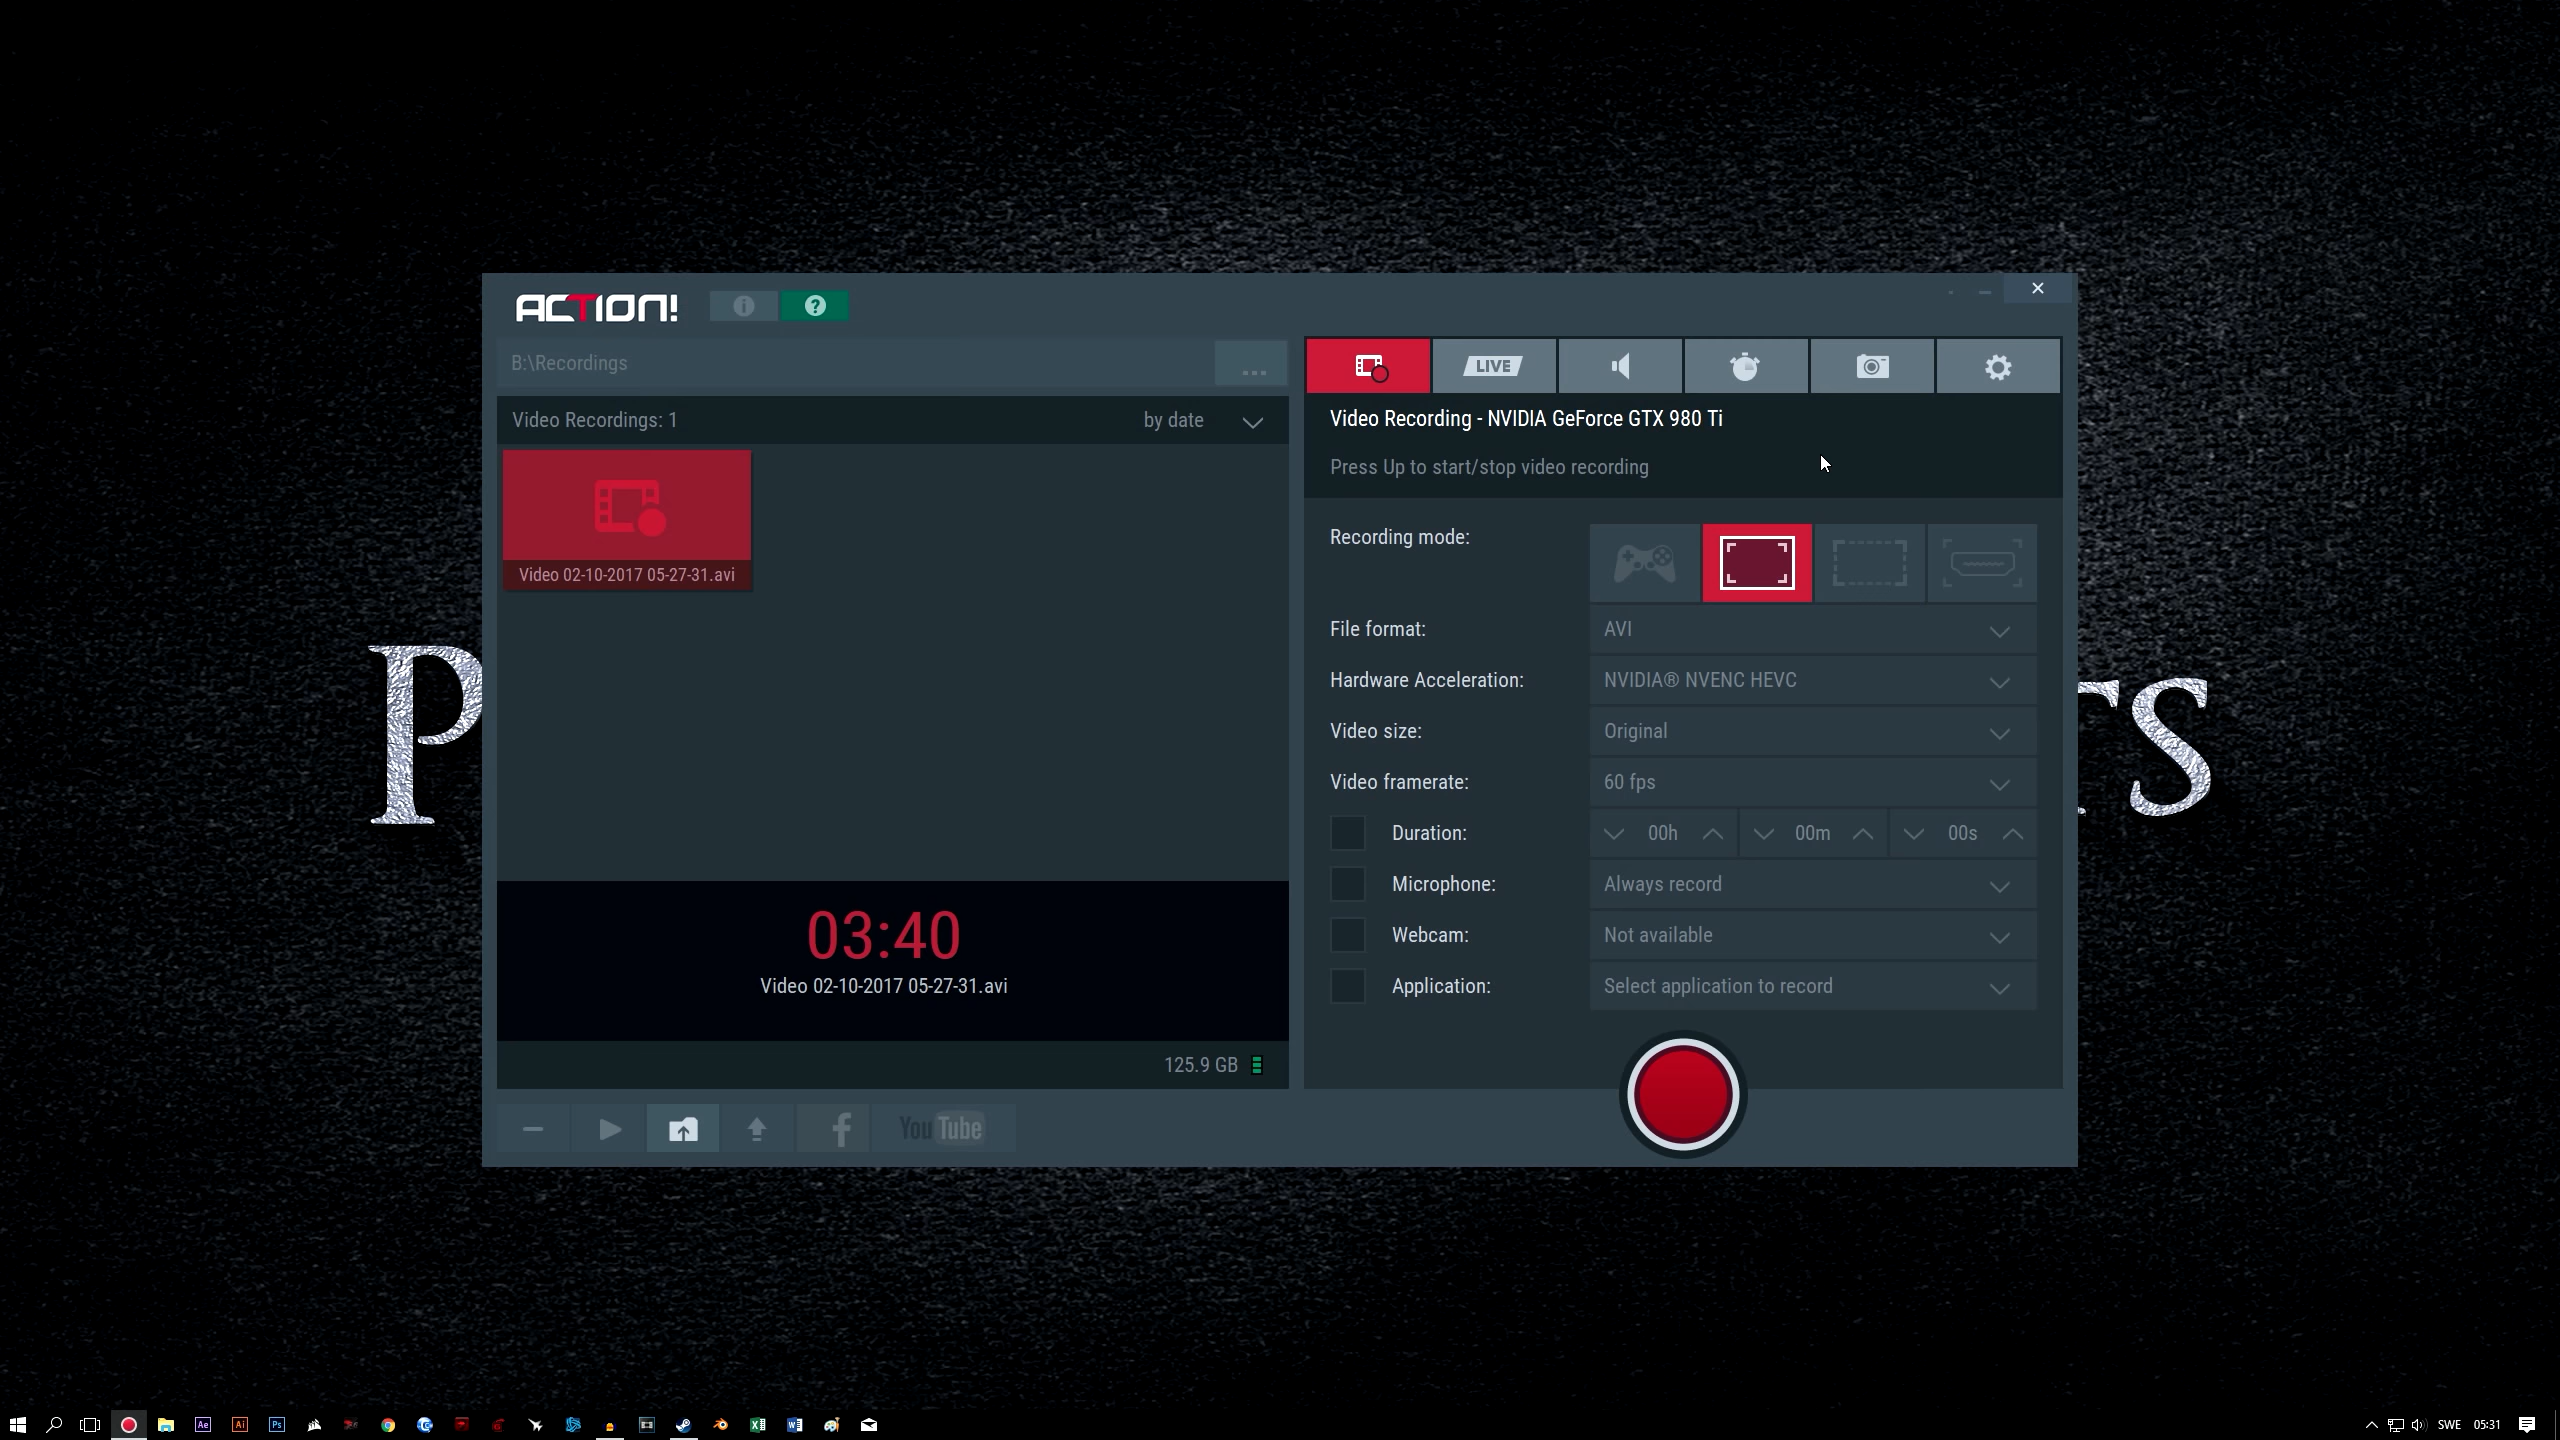 ACTION!
i
?
B:\Recordings
...
Video Recordings: 1
by date
Video 02-10-2017 05-27-31.avi
03:40
Video 02-10-2017 05-27-31.avi
125.9 GB
f
YouTube
LIVE
Video Recording - NVIDIA GeForce GTX 980 Ti
Press Up to start/stop video recording
Recording mode:
File format: AVI
Hardware Acceleration: NVIDIA® NVENC HEVC
Video size: Original
Video framerate: 60 fps
Duration: 00h 00m 00s
Microphone: Always record
Webcam: Not available
Application: Select application to record
P
TS
Ae
Ai
Ps
SWE
05:31